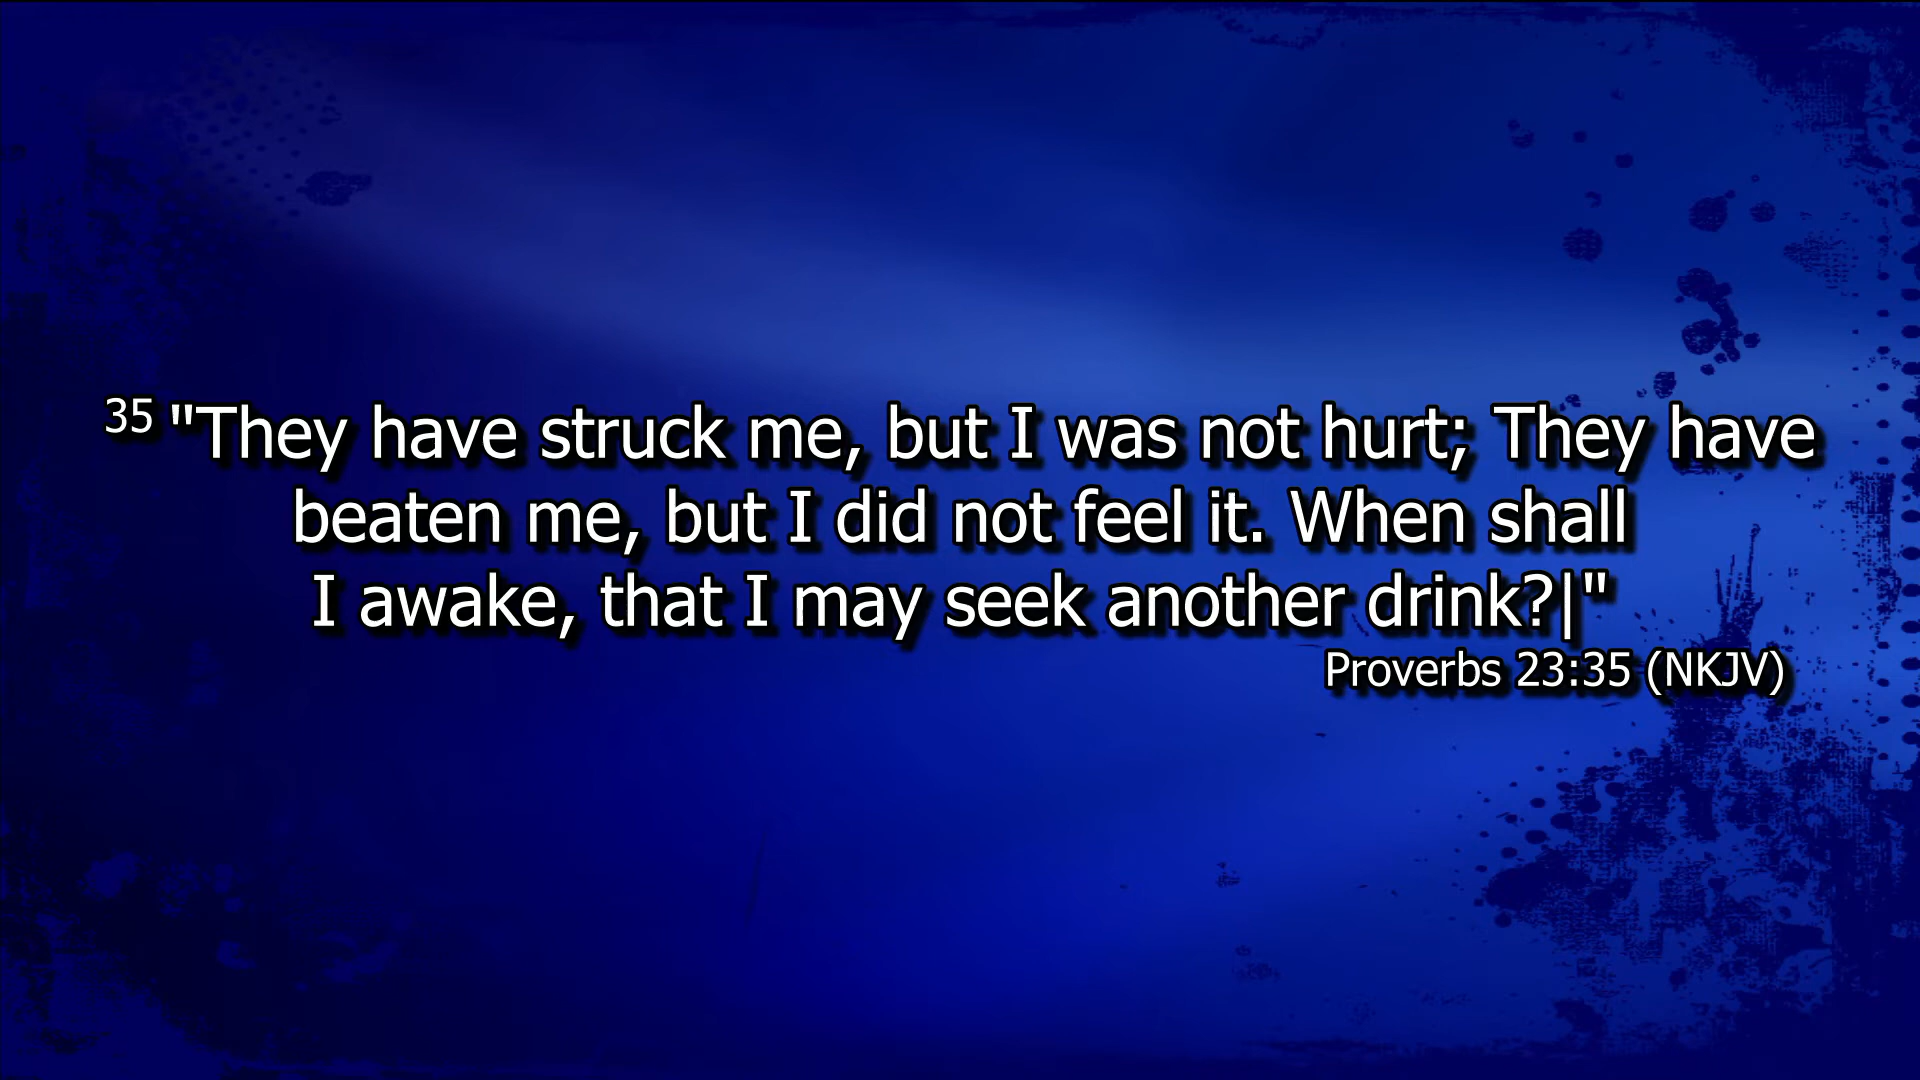 35 "They have struck me, but I was not hurt; They have
beaten me, but I did not feel it. When shall
I awake, that I may seek another drink?|"
Proverbs 23:35 (NKJV)